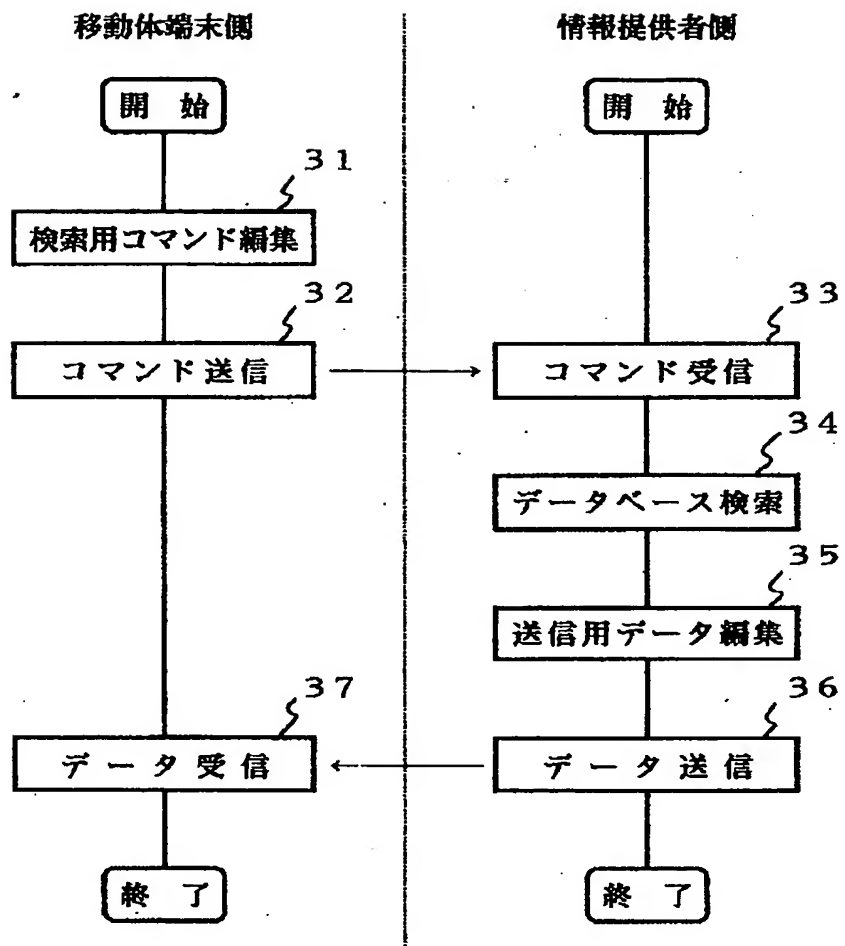 移動体端末側
情報提供者側
開始
開始
31
検索用コマンド編集
32
コマンド送信
33
コマンド受信
34
データベース検索
35
送信用データ編集
36
データ送信
37
データ受信
終了
終了